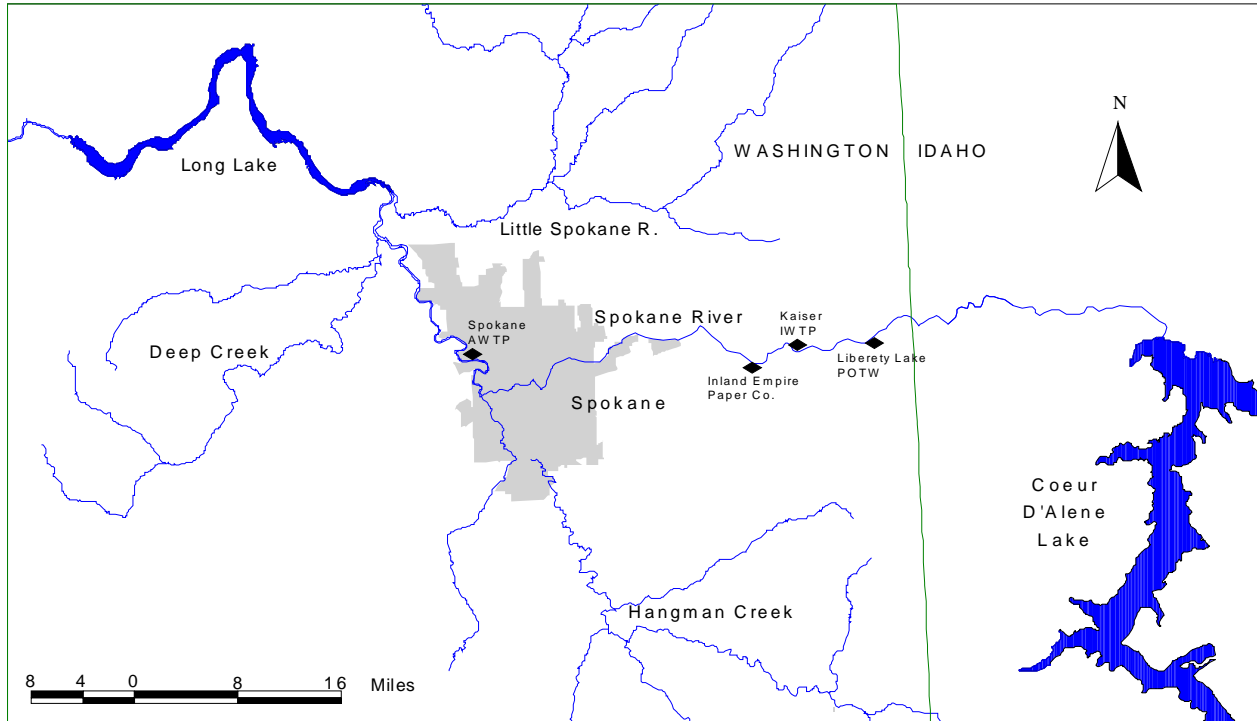 N
WASHINGTON IDAHO
Long Lake
Little Spokane R.
Spokane
AWTP
Spokane River
Kaiser
IWTP
Deep Creek
Liberety Lake
POTW
Inland Empire
Paper Co.
Spokane
Coeur
D'Alene
Lake
Hangman Creek
8 4 0 8 16 Miles